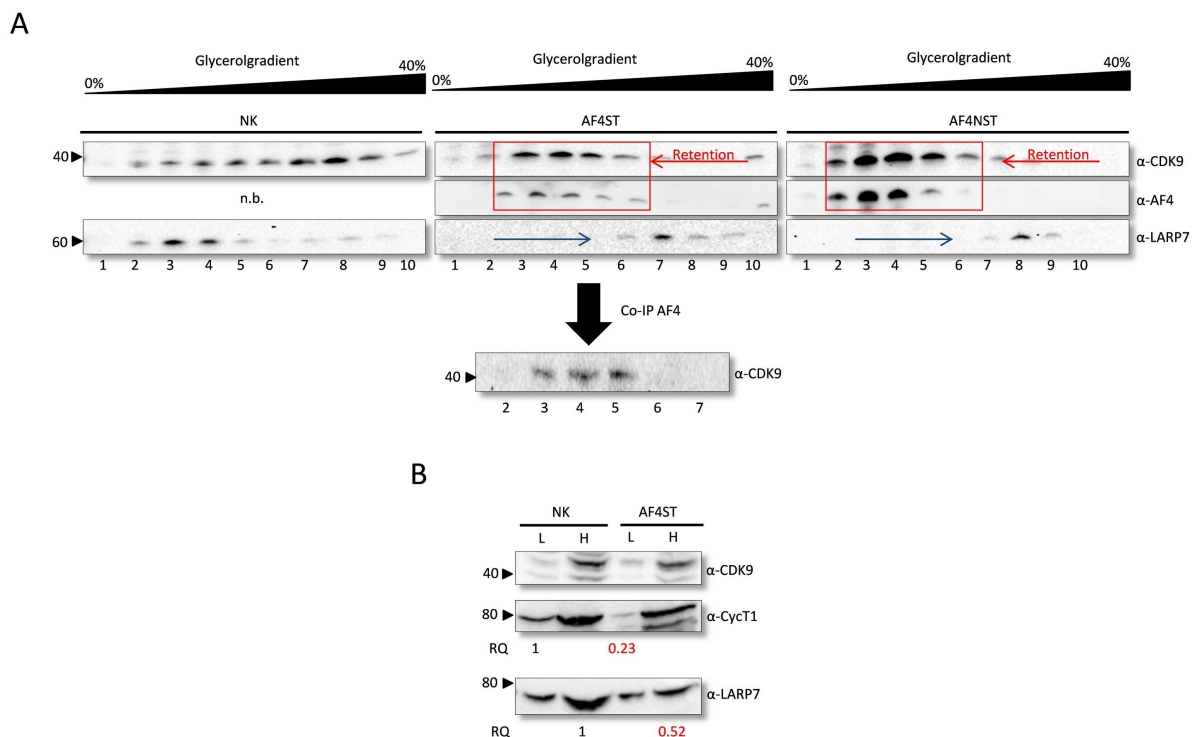 A
Glycerolgradient
0% 40%
Glycerolgradient
0% 40%
Glycerolgradient
0% 40%
NK AF4ST AF4NST
40 Retention Retention α-CDK9
n.b. α-AF4
60 α-LARP7
1 2 3 4 5 6 7 8 9 10 1 2 3 4 5 6 7 8 9 10 1 2 3 4 5 6 7 8 9 10
Co-IP AF4
40 α-CDK9
2 3 4 5 6 7
B
NK AF4ST
L H L H
40 α-CDK9
80 α-CycT1
RQ 1 0.23
80 α-LARP7
RQ 1 0.52